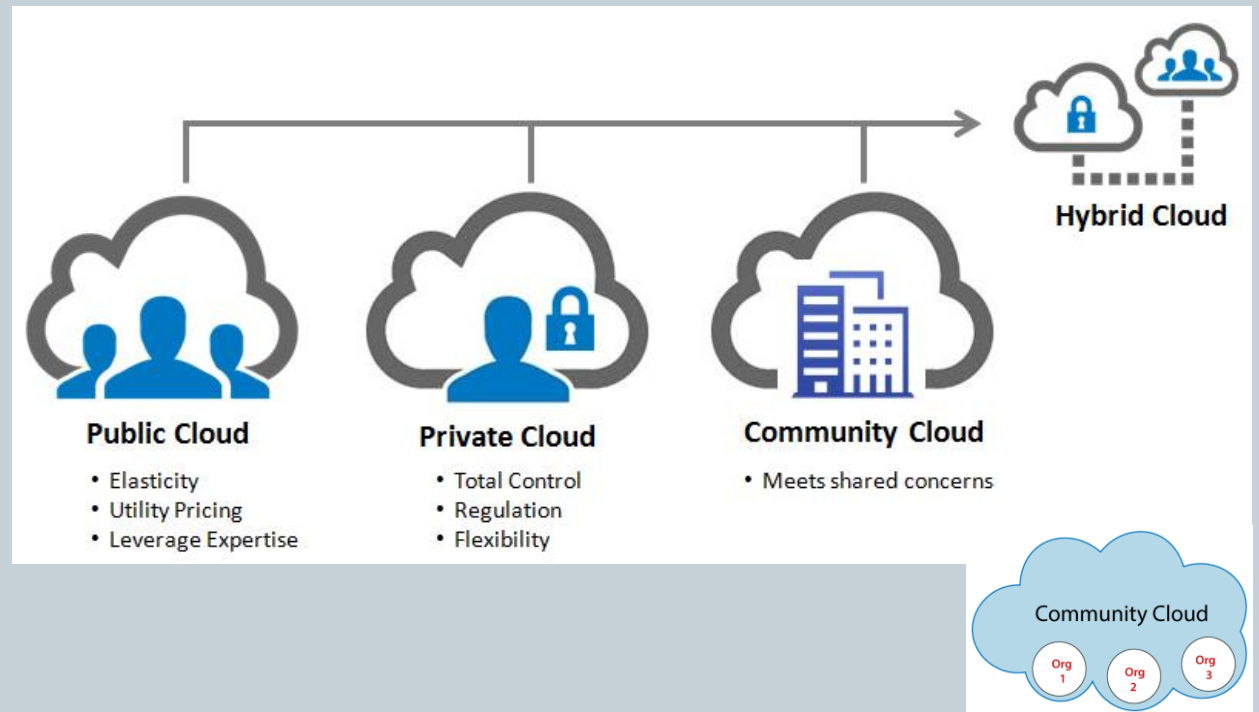 Hybrid Cloud
Public Cloud
• Elasticity
• Utility Pricing
• Leverage Expertise
Private Cloud
• Total Control
• Regulation
• Flexibility
Community Cloud
• Meets shared concerns
Community Cloud
Org
1
Org
2
Org
3